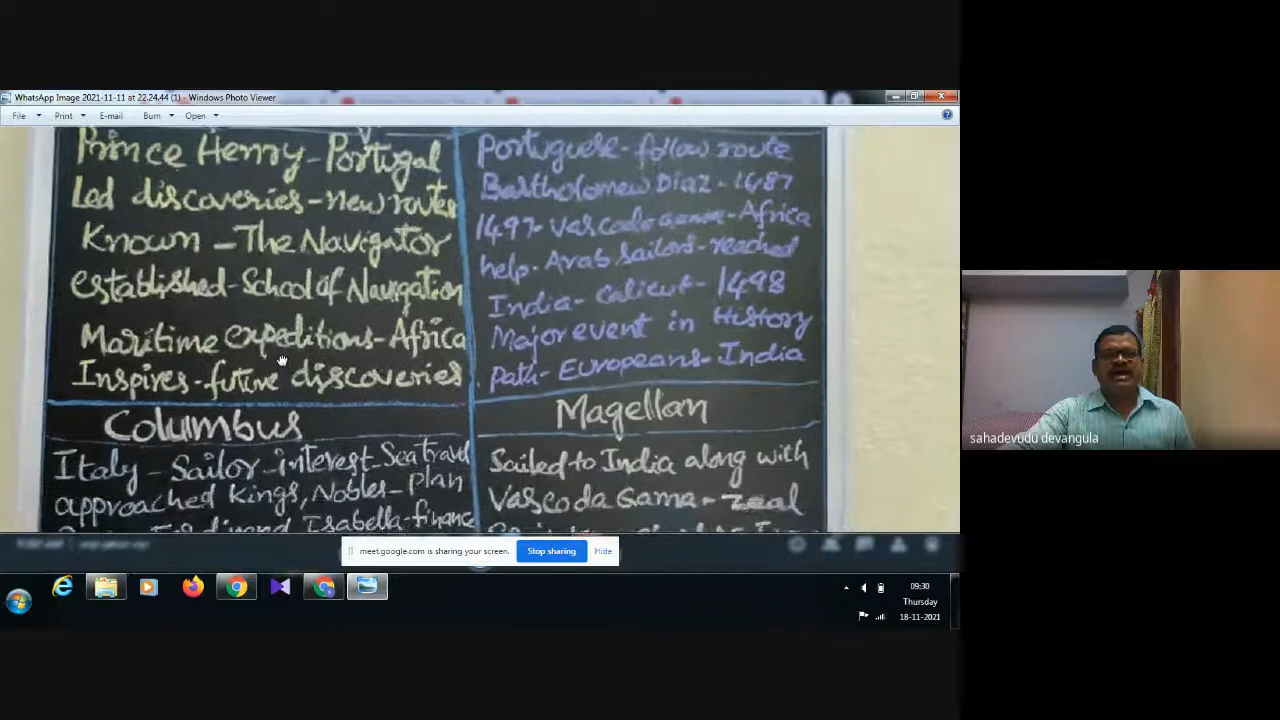 WhatsApp Image 2021-11-11 at 22.24.44 (1) - Windows Photo Viewer
File Print E-mail Burn Open
Prince Henry-Portugal
Led discoveries-new routes
Known - The Navigator
established-School of Navigation
Maritime expeditions-Africa
Inspires-future discoveries
Portuguese-follow route
Bartholomew Diaz-1487
1497-Vascodo Gama-Africa
help-Arab sailors-reached
India-Calicut-1498
Major event in History
path-Europeans-India
Columbus
Italy-Sailor-interest-Sea travel
approached Kings, Nobles-Plan
Isabella-finance
Magellan
Sailed to India along with
Vascoda Gama-zeal
meet.google.com is sharing your screen. Stop sharing Hide
09:30
Thursday
18-11-2021
sahadevudu devangula